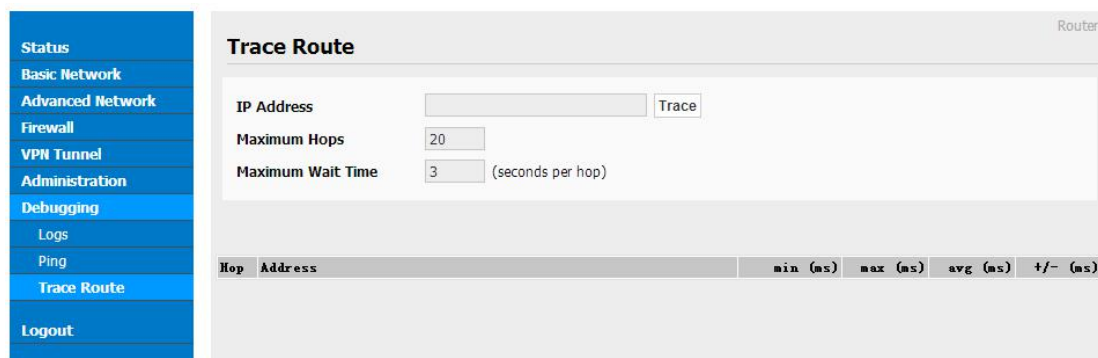 Router
Status
Basic Network
Advanced Network
Firewall
VPN Tunnel
Administration
Debugging
Logs
Ping
Trace Route
Logout
Trace Route
IP Address Trace
Maximum Hops 20
Maximum Wait Time 3 (seconds per hop)
Hop Address min (ms) max (ms) avg (ms) +/- (ms)